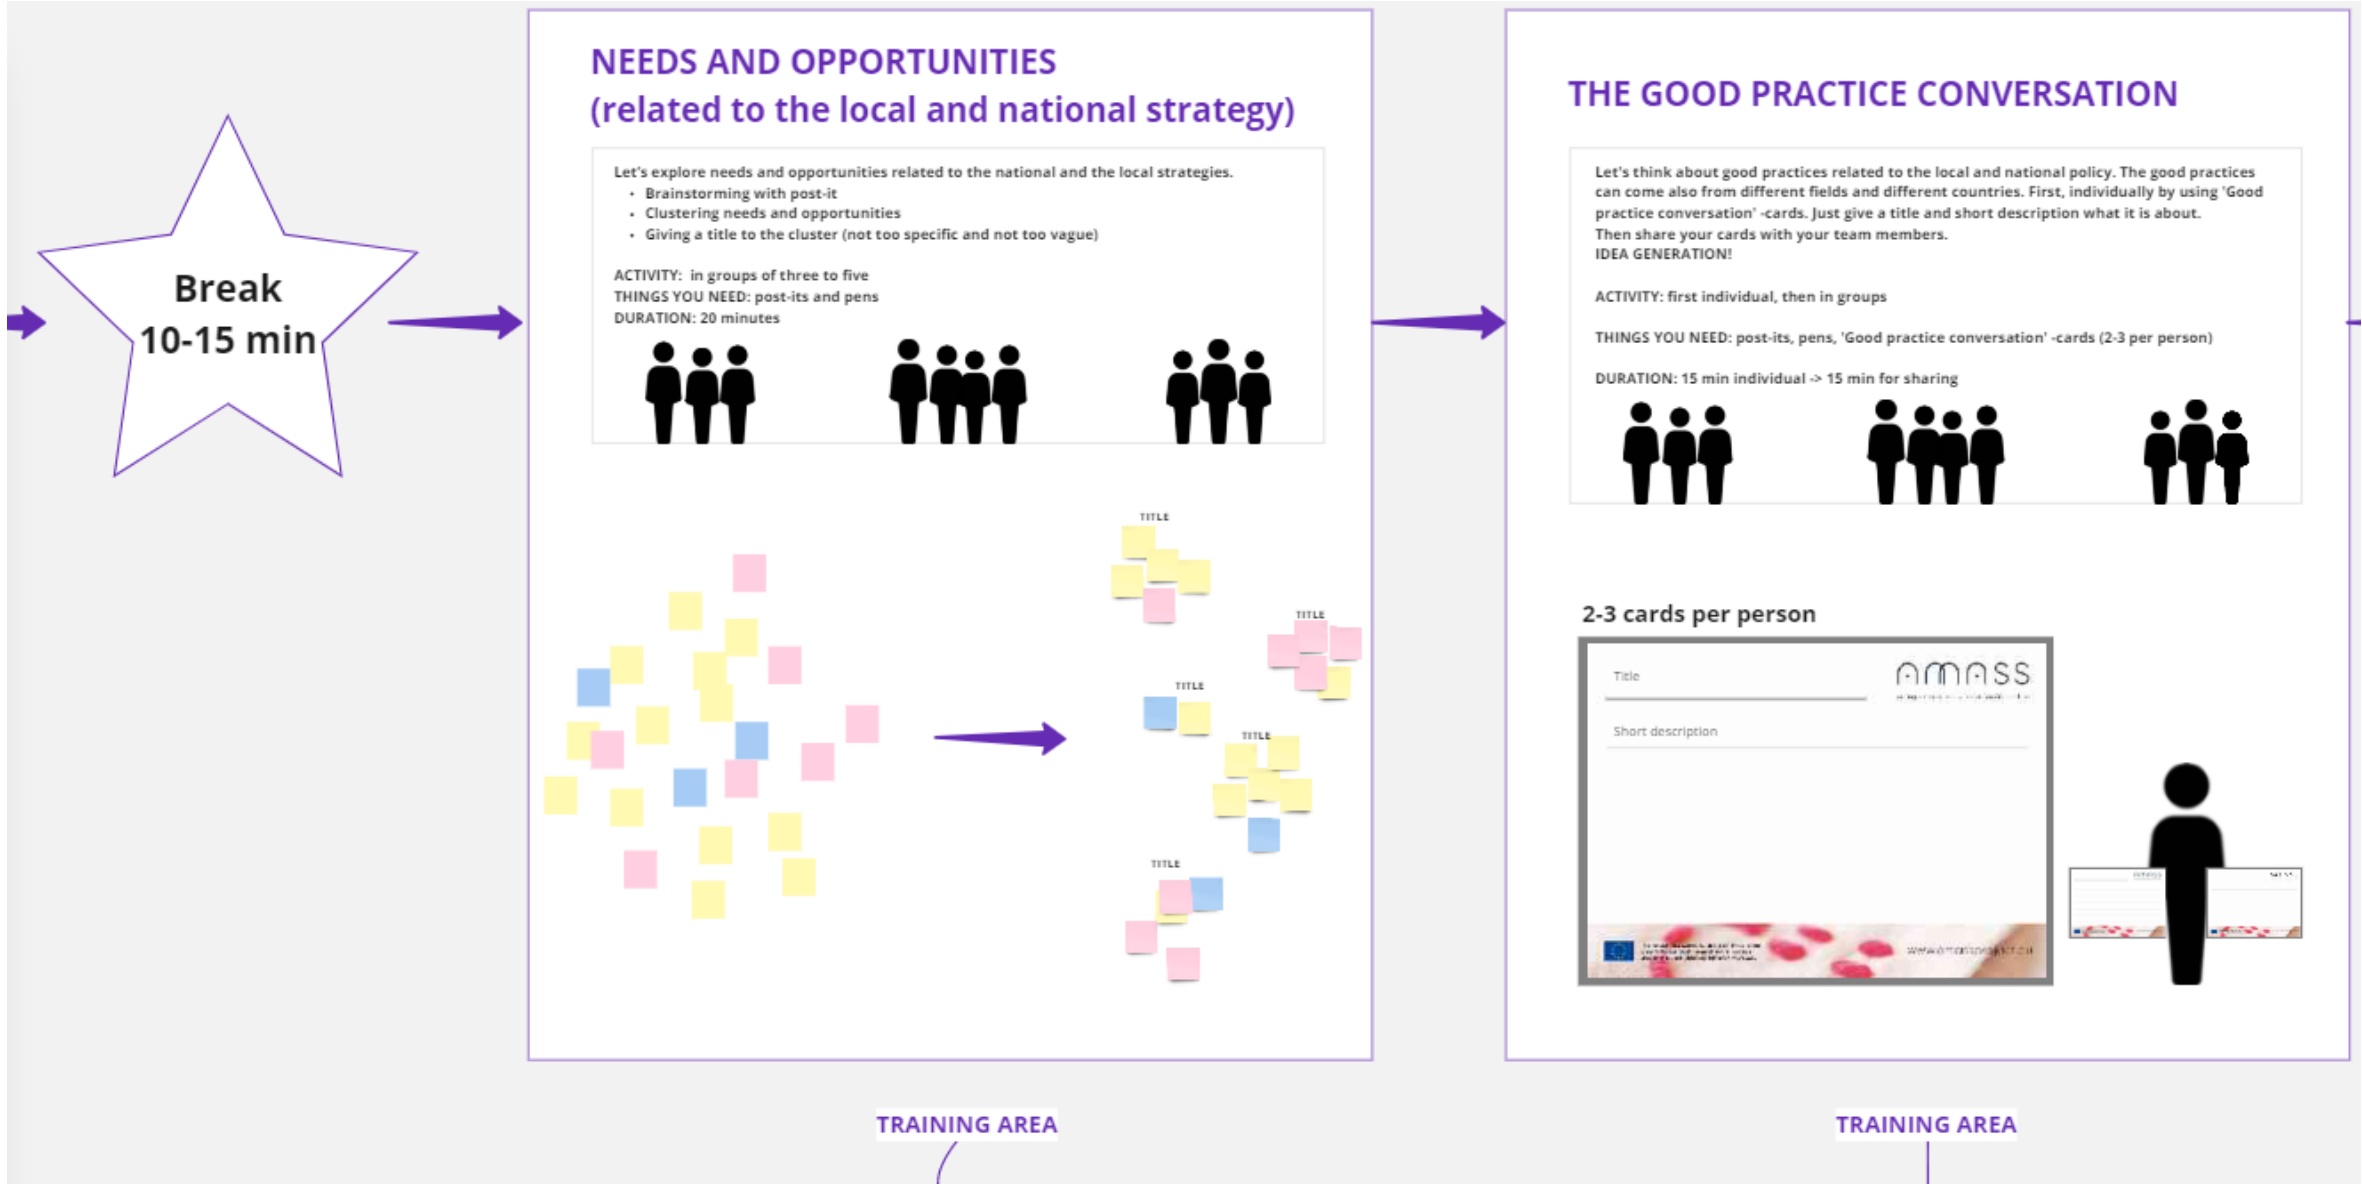 Break
10-15 min
NEEDS AND OPPORTUNITIES
(related to the local and national strategy)
Let's explore needs and opportunities related to the national and the local strategies.
• Brainstorming with post-it
• Clustering needs and opportunities
• Giving a title to the cluster (not too specific and not too vague)
ACTIVITY: in groups of three to five
THINGS YOU NEED: post-its and pens
DURATION: 20 minutes
TITLE
TITLE
TITLE
TITLE
TITLE
TRAINING AREA
THE GOOD PRACTICE CONVERSATION
Let's think about good practices related to the local and national policy. The good practices
can come also from different fields and different countries. First, individually by using 'Good
practice conversation' -cards. Just give a title and short description what it is about.
Then share your cards with your team members.
IDEA GENERATION!
ACTIVITY: first individual, then in groups
THINGS YOU NEED: post-its, pens, 'Good practice conversation' -cards (2-3 per person)
DURATION: 15 min individual -> 15 min for sharing
2-3 cards per person
Title
AMASS
Short description
www.amassproject.eu
TRAINING AREA